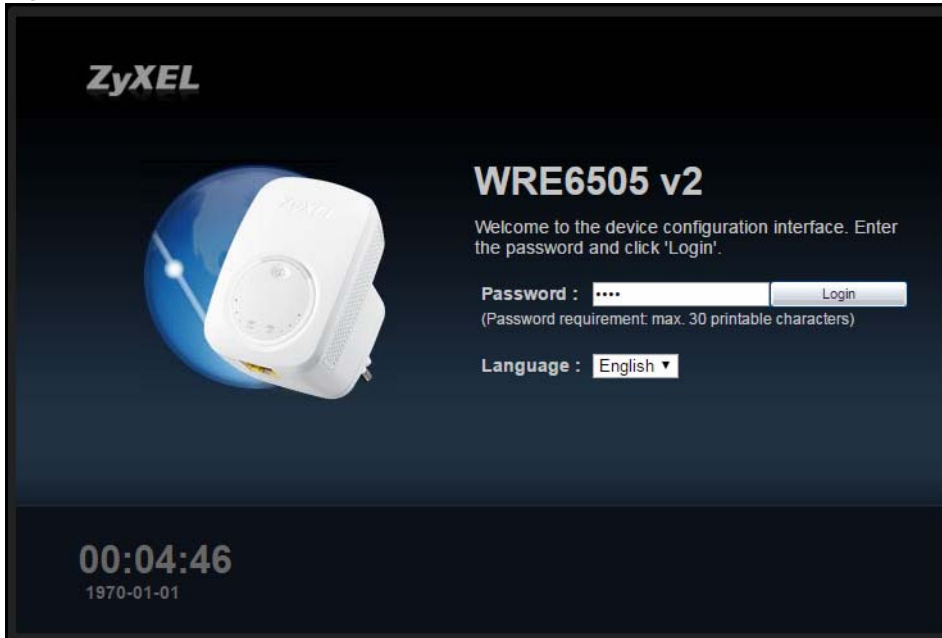 ZyXEL
WRE6505 v2
Welcome to the device configuration interface. Enter
the password and click 'Login'.
Password : •••• Login
(Password requirement: max. 30 printable characters)
Language : English ▼
00:04:46
1970-01-01